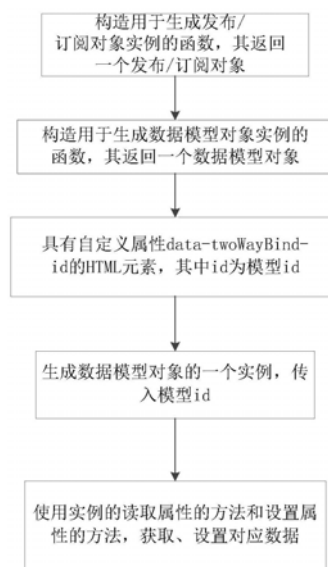 构造用于生成发布/
订阅对象实例的函数，其返回
一个发布/订阅对象
构造用于生成数据模型对象实例的
函数，其返回一个数据模型对象
具有自定义属性data-twoWayBind-
id的HTML元素，其中id为模型id
生成数据模型对象的一个实例，传
入模型id
使用实例的读取属性的方法和设置属
性的方法，获取、设置对应数据